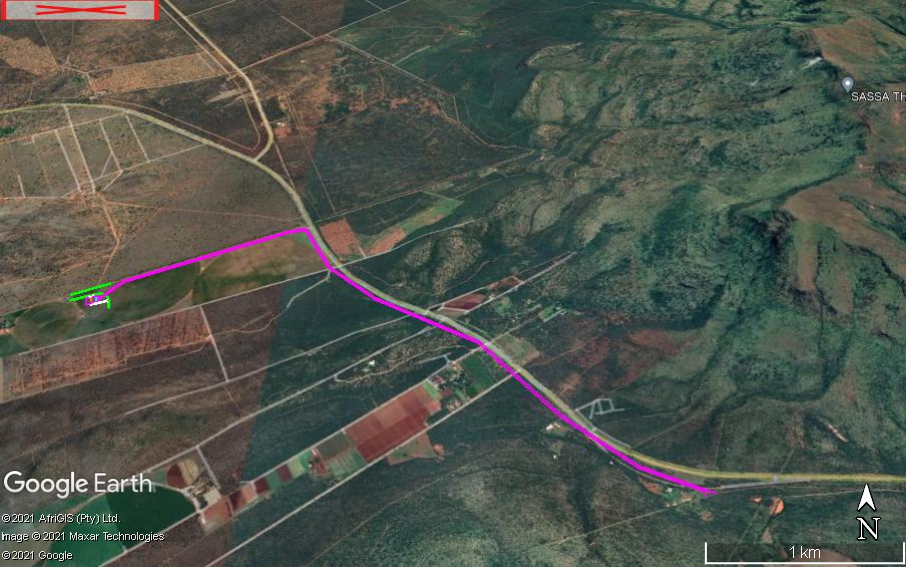 SASSA TH
Google Earth
©2021 AfriGIS (Pty) Ltd.
Image © 2021 Maxar Technologies
©2021 Google
N
1 km